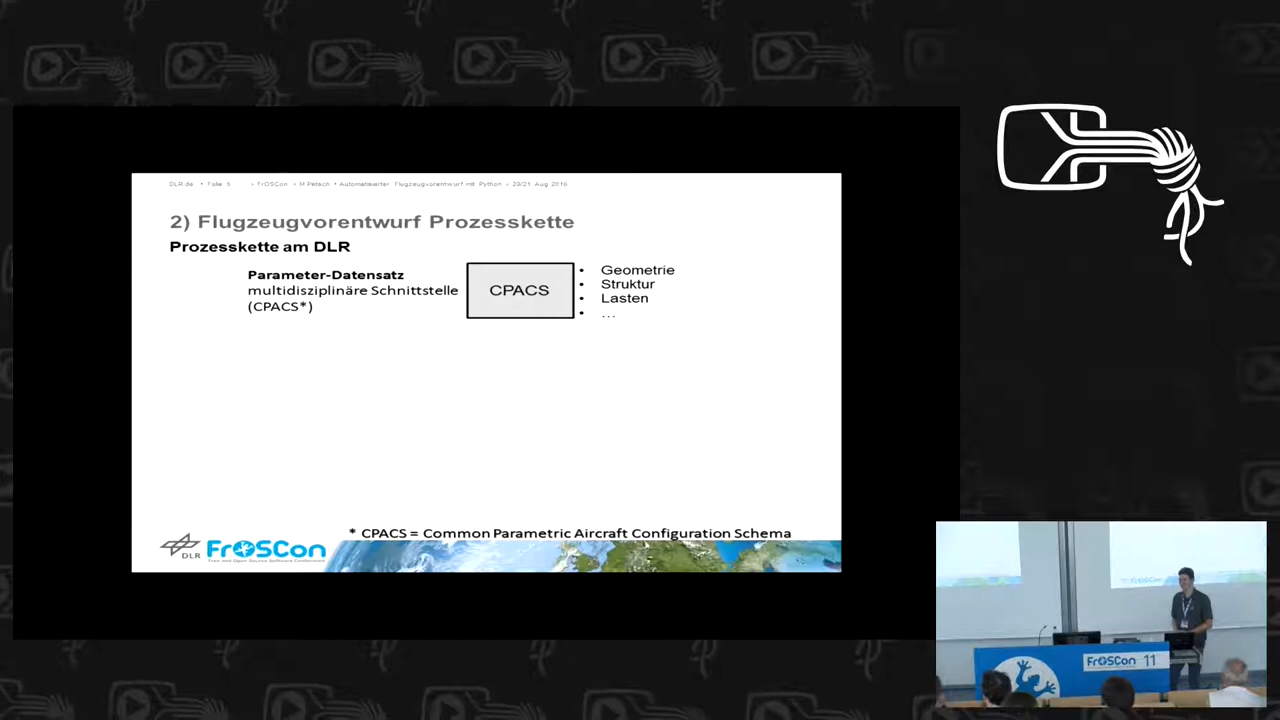 DLR.de • Folie 5 > FrOSCon > M Petsch • Automatisierter Flugzeugvorentwurf mit Python > 20/21 Aug 2016
2) Flugzeugvorentwurf Prozesskette
Prozesskette am DLR
Parameter-Datensatz
multidisziplinäre Schnittstelle
(CPACS*)
CPACS
• Geometrie
• Struktur
• Lasten
• ...
* CPACS = Common Parametric Aircraft Configuration Schema
DLR
FrOSCon
Free and Open Source Software Conference
FrOSCon 11